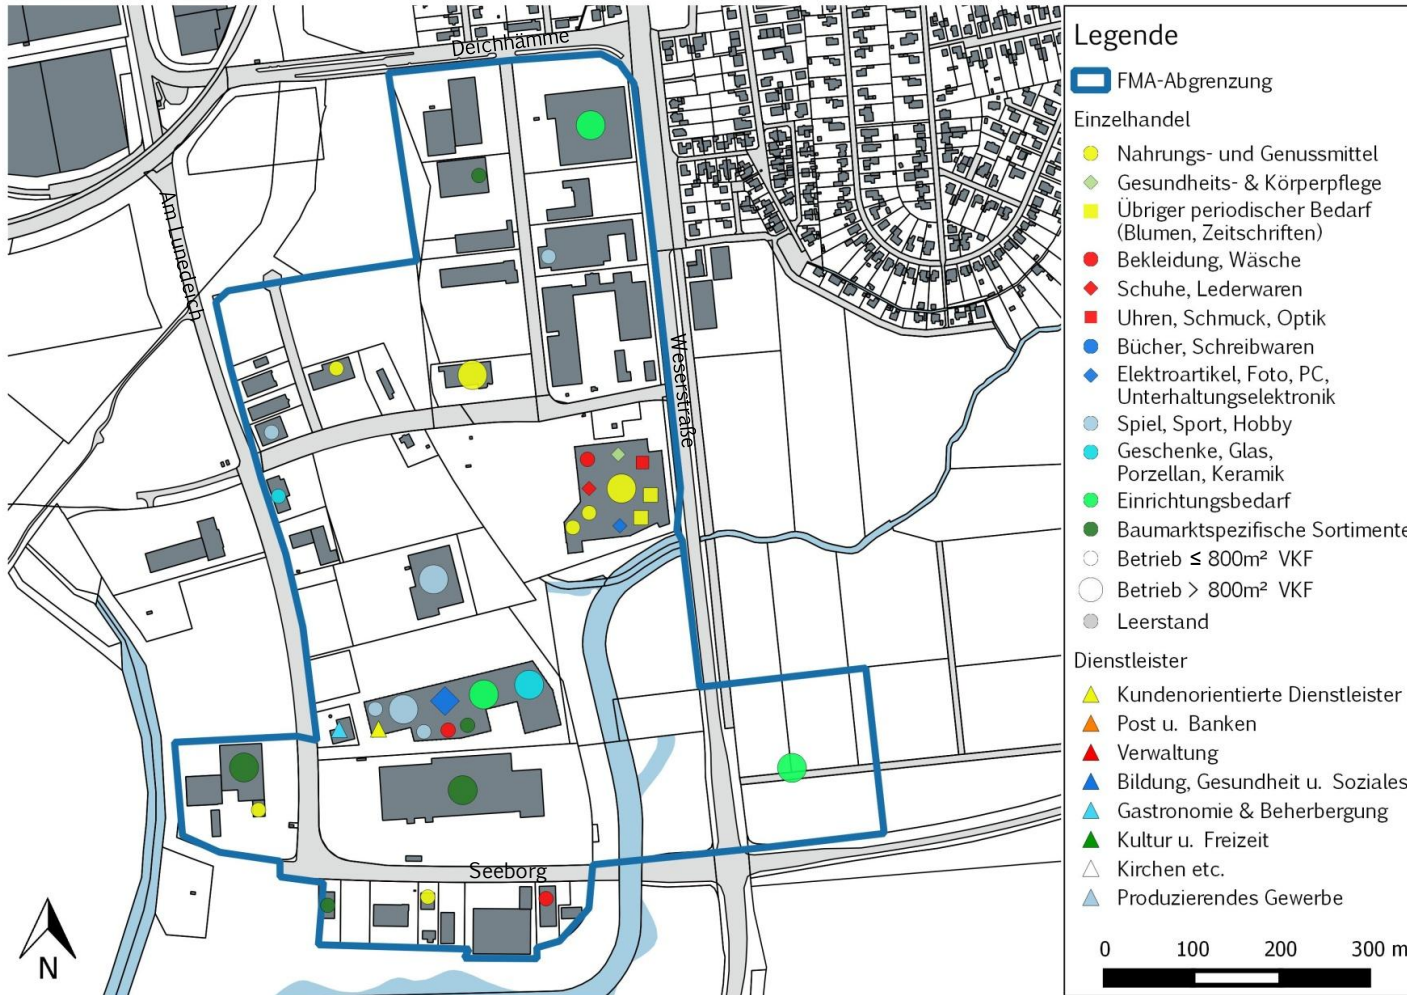 Deichhämme
Am Lunedeich
Weserstraße
Seeborg
N
Legende
FMA-Abgrenzung
Einzelhandel
Nahrungs- und Genussmittel
Gesundheits- & Körperpflege
Übriger periodischer Bedarf
(Blumen, Zeitschriften)
Bekleidung, Wäsche
Schuhe, Lederwaren
Uhren, Schmuck, Optik
Bücher, Schreibwaren
Elektroartikel, Foto, PC,
Unterhaltungselektronik
Spiel, Sport, Hobby
Geschenke, Glas,
Porzellan, Keramik
Einrichtungsbedarf
Baumarktspezifische Sortimente
Betrieb ≤ 800m² VKF
Betrieb > 800m² VKF
Leerstand
Dienstleister
Kundenorientierte Dienstleister
Post u. Banken
Verwaltung
Bildung, Gesundheit u. Soziales
Gastronomie & Beherbergung
Kultur u. Freizeit
Kirchen etc.
Produzierendes Gewerbe
0 100 200 300 m